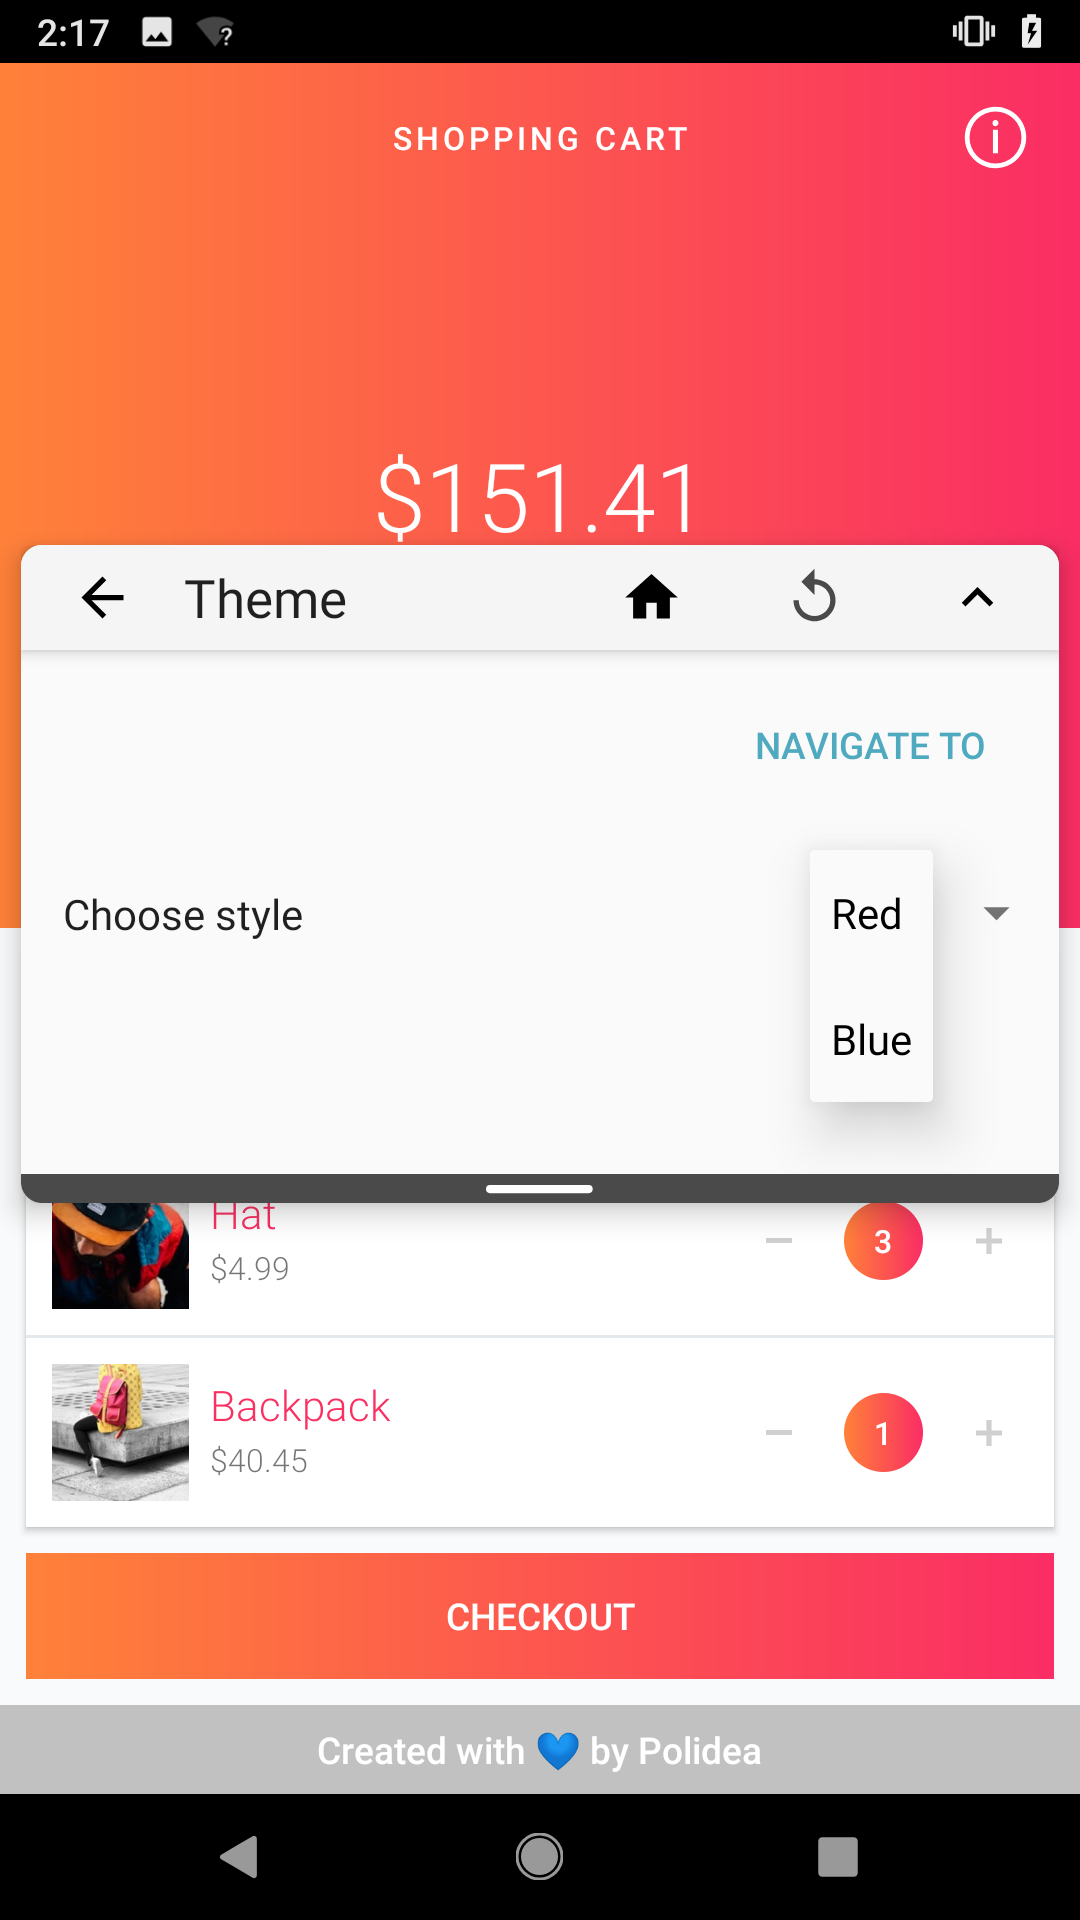 2:17
SHOPPING CART
$151.41
Theme
NAVIGATE TO
Choose style
Red
Blue
Hat
$4.99
3
Backpack
$40.45
1
CHECKOUT
Created with 💙 by Polidea